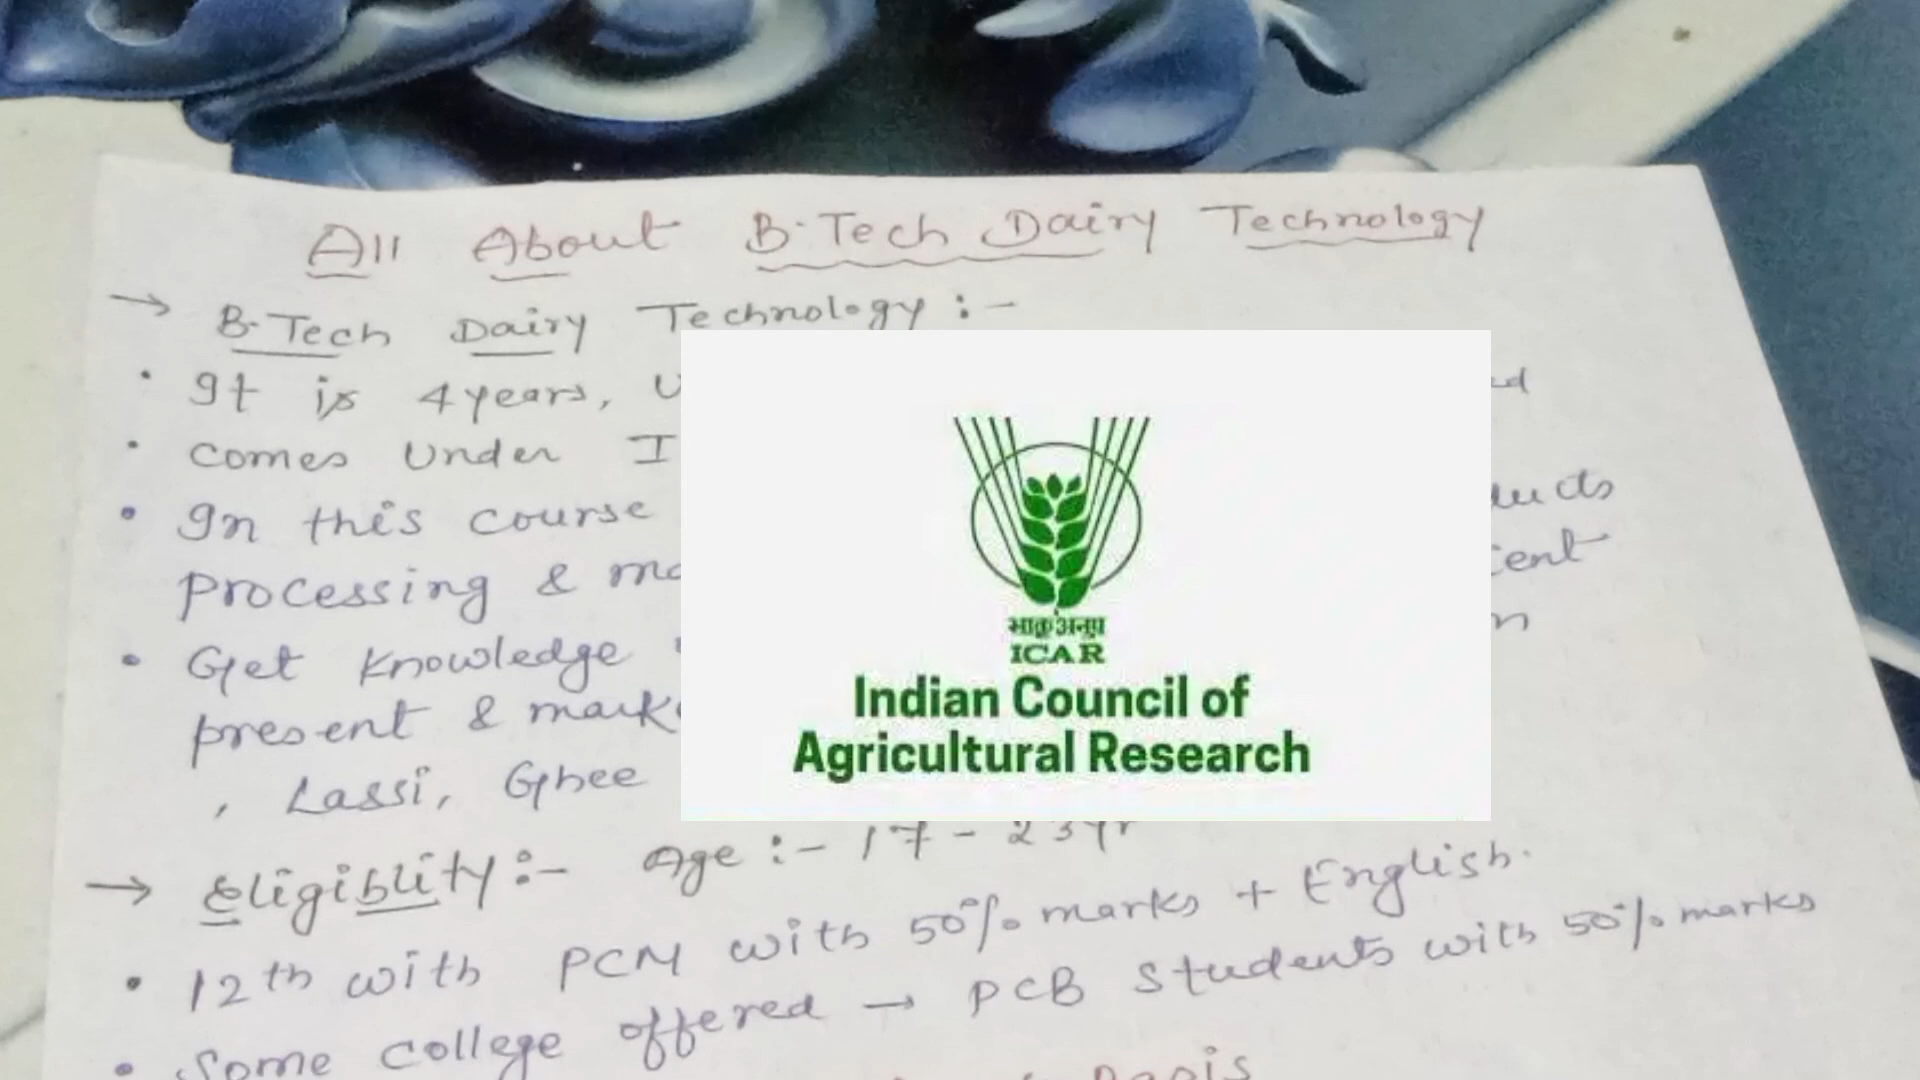 All About B.Tech Dairy Technology
→ B.Tech Dairy Technology :-
• It is 4 years,
• Comes Under
• In this course
processing &
• Get Knowledge
present &
, Lassi, Ghee
भाकृअनुप
ICAR
Indian Council of
Agricultural Research
→ Eligiblity :- Age :- 17 - 23yr
• 12th with PCM with 50% marks + English.
• Some College offered → PCB Students with 50% marks